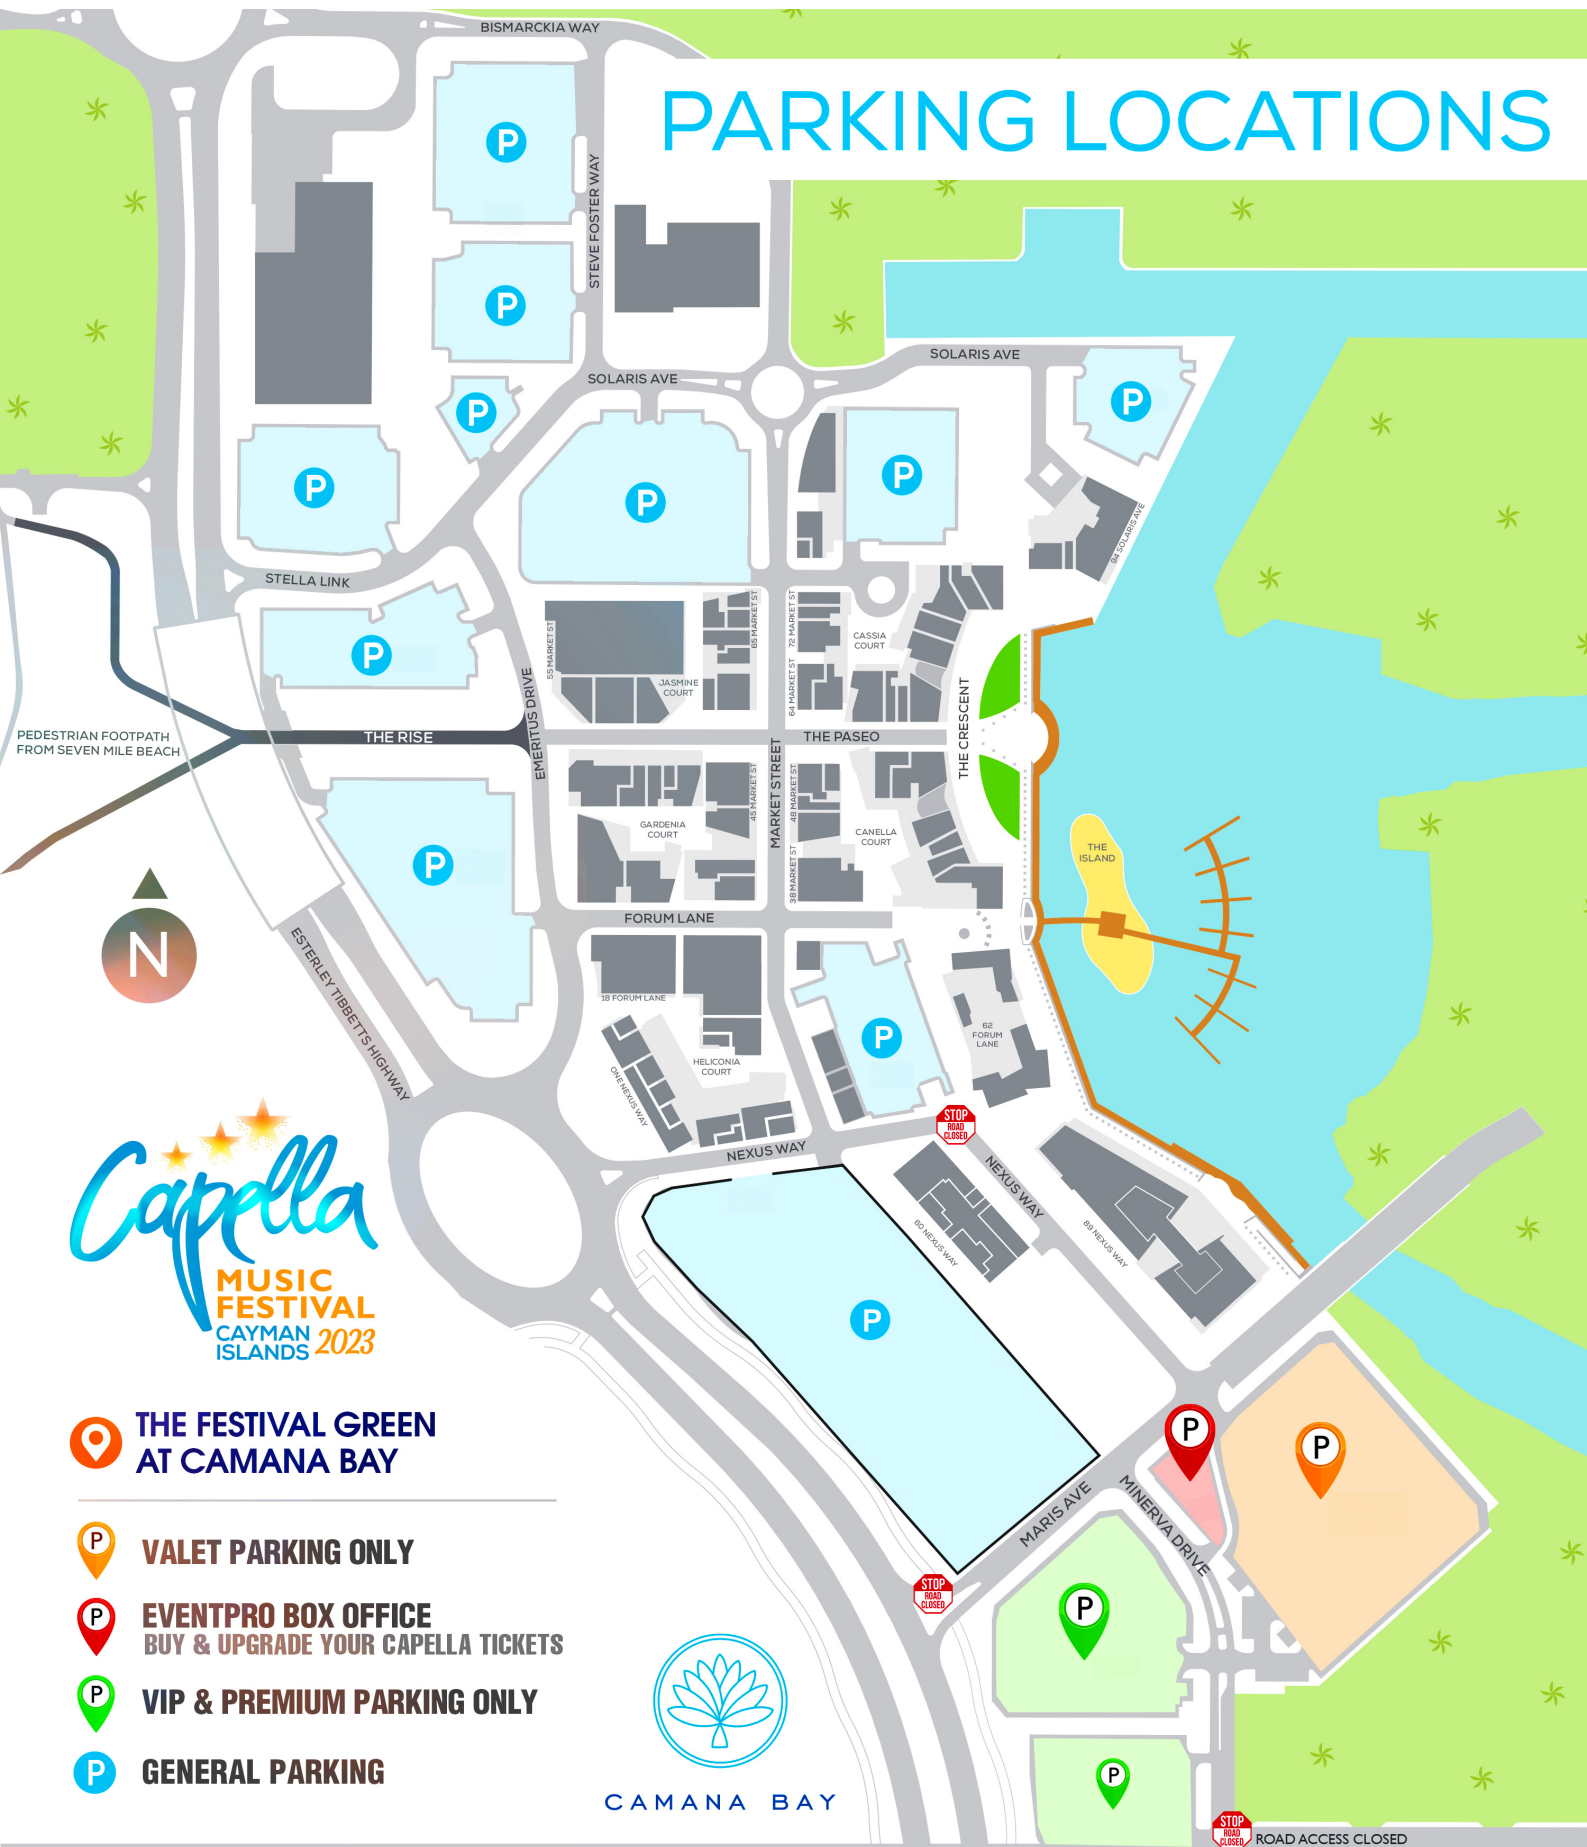 BISMARCKIA WAY
PARKING LOCATIONS
P
STEVE FOSTER WAY
P
SOLARIS AVE
SOLARIS AVE
P
P
P
P
P
94 SOLARIS AVE
STELLA LINK
P
55 MARKET ST
65 MARKET ST
72 MARKET ST
CASSIA
COURT
JASMINE
COURT
64 MARKET ST
THE CRESCENT
EMERITUS DRIVE
PEDESTRIAN FOOTPATH
FROM SEVEN MILE BEACH
THE RISE
THE PASEO
MARKET STREET
45 MARKET ST
48 MARKET ST
GARDENIA
COURT
CANELLA
COURT
THE
ISLAND
P
38 MARKET ST
FORUM LANE
N
ESTERLEY TIBBETTS HIGHWAY
18 FORUM LANE
62
FORUM
LANE
P
HELICONIA
COURT
ONE NEXUS WAY
STOP
ROAD
CLOSED
NEXUS WAY
NEXUS WAY
60 NEXUS WAY
89 NEXUS WAY
Capella
MUSIC
FESTIVAL
CAYMAN
ISLANDS 2023
P
THE FESTIVAL GREEN
AT CAMANA BAY
P
P
MARIS AVE
MINERVA DRIVE
STOP
ROAD
CLOSED
P
P
P VALET PARKING ONLY
P EVENTPRO BOX OFFICE
BUY & UPGRADE YOUR CAPELLA TICKETS
P VIP & PREMIUM PARKING ONLY
P GENERAL PARKING
CAMANA BAY
STOP
ROAD
CLOSED
ROAD ACCESS CLOSED